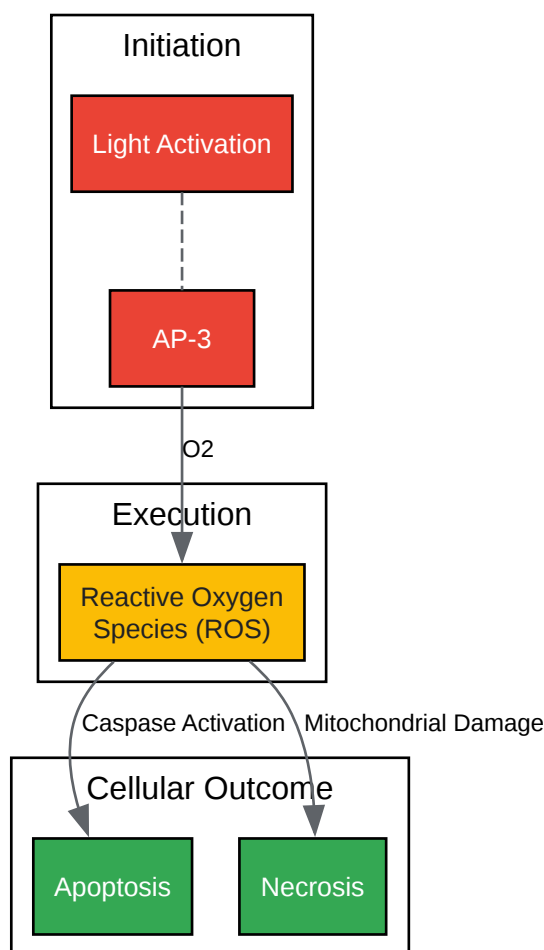 Initiation
Light Activation
AP-3
O2
Execution
Reactive Oxygen
Species (ROS)
Caspase Activation
Mitochondrial Damage
Cellular Outcome
Apoptosis
Necrosis